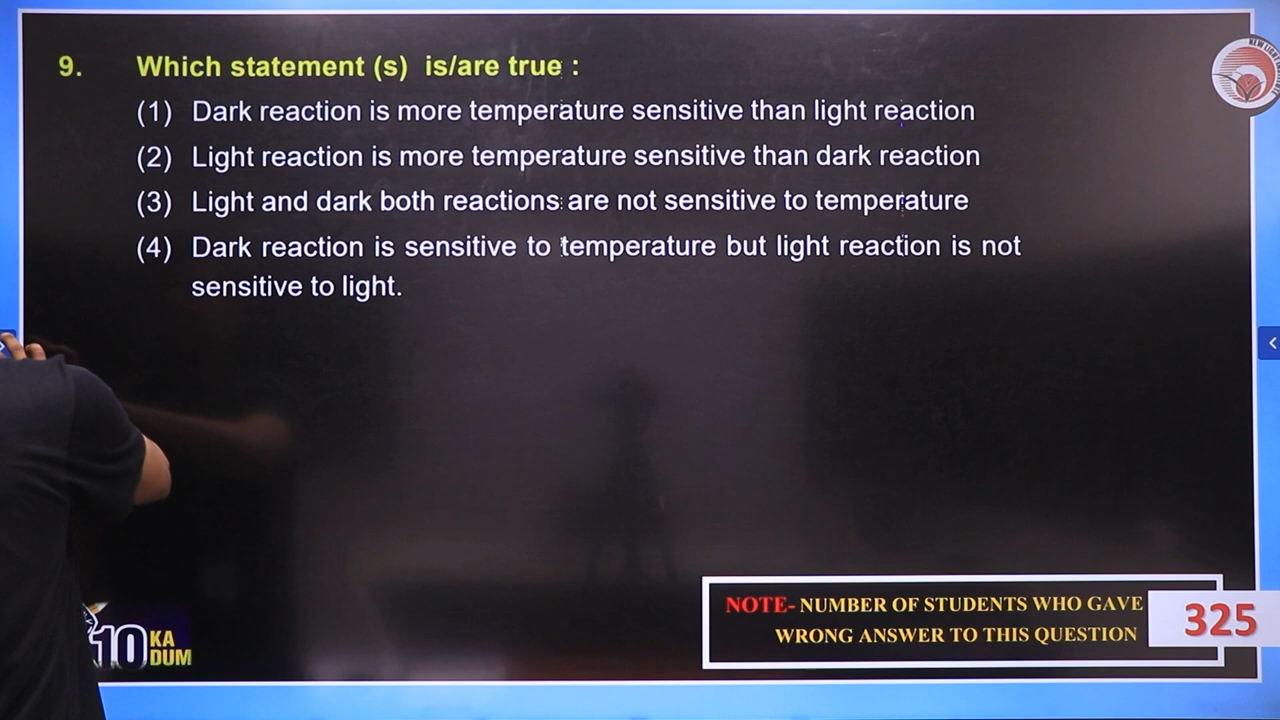 9. Which statement (s) is/are true :
(1) Dark reaction is more temperature sensitive than light reaction
(2) Light reaction is more temperature sensitive than dark reaction
(3) Light and dark both reactions are not sensitive to temperature
(4) Dark reaction is sensitive to temperature but light reaction is not
sensitive to light.
NOTE- NUMBER OF STUDENTS WHO GAVE
WRONG ANSWER TO THIS QUESTION
325
10 KA
DUM